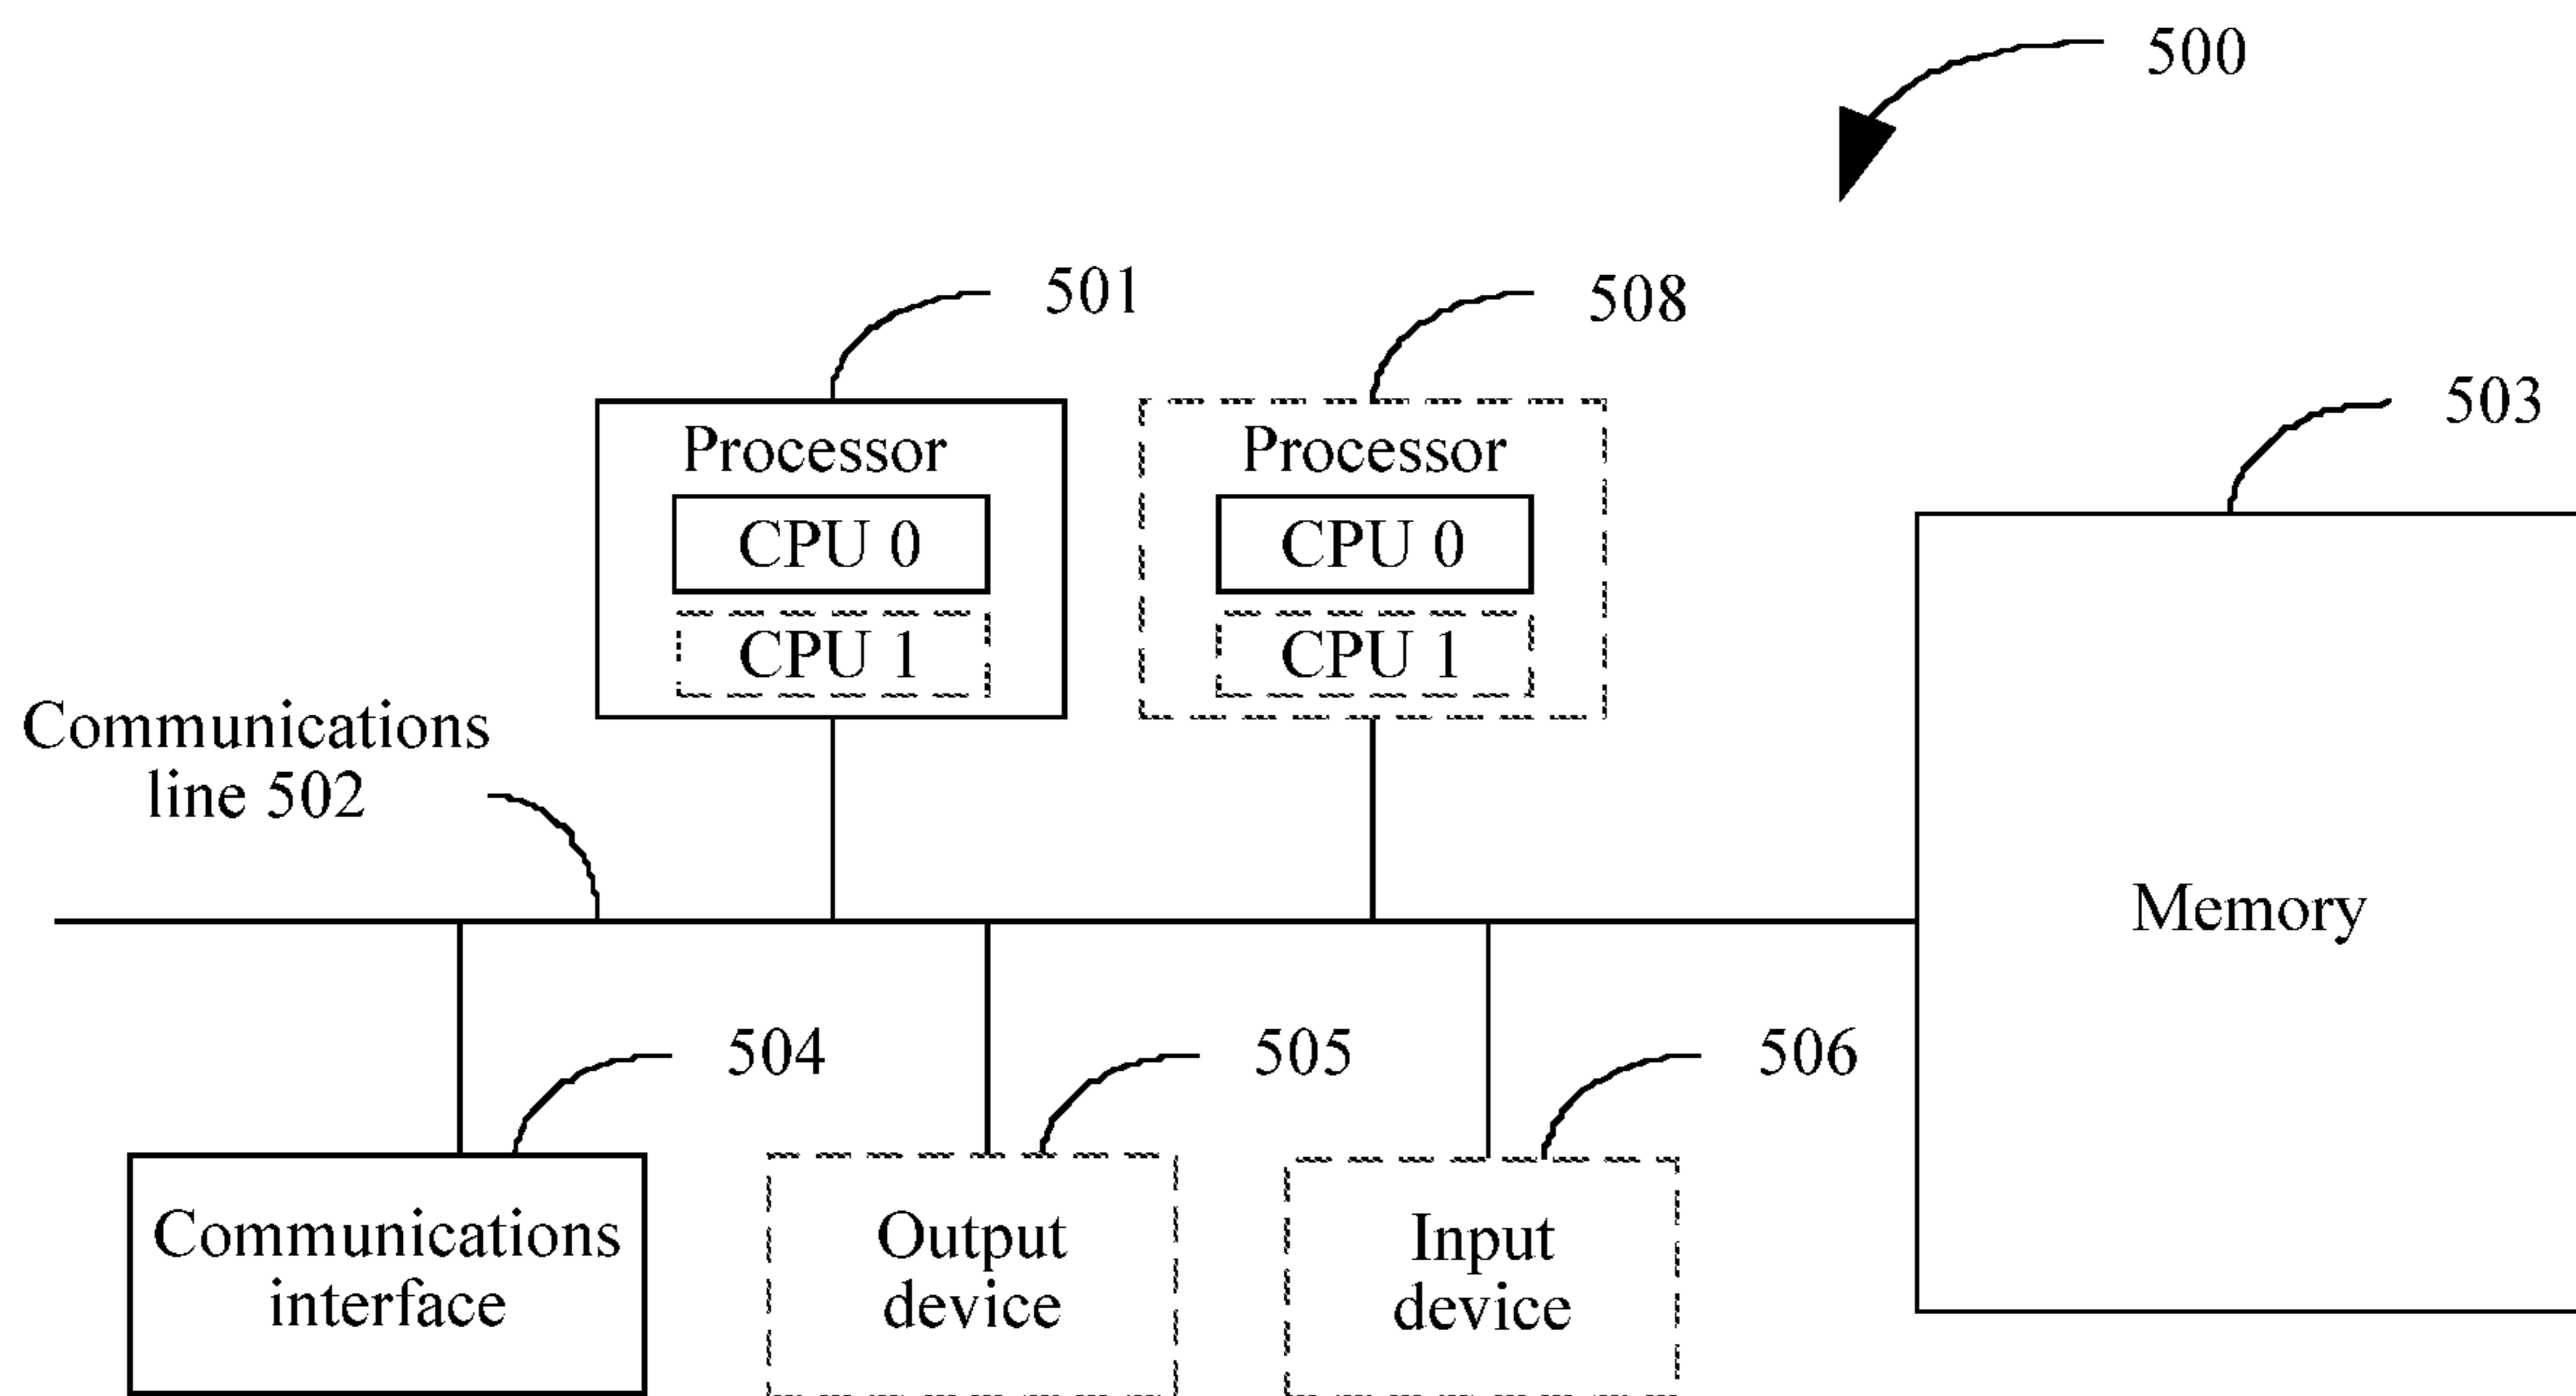 500
501
508
503
Processor
CPU 0
CPU 1
Processor
CPU 0
CPU 1
Communications
line 502
Memory
504
505
506
Communications
interface
Output
device
Input
device